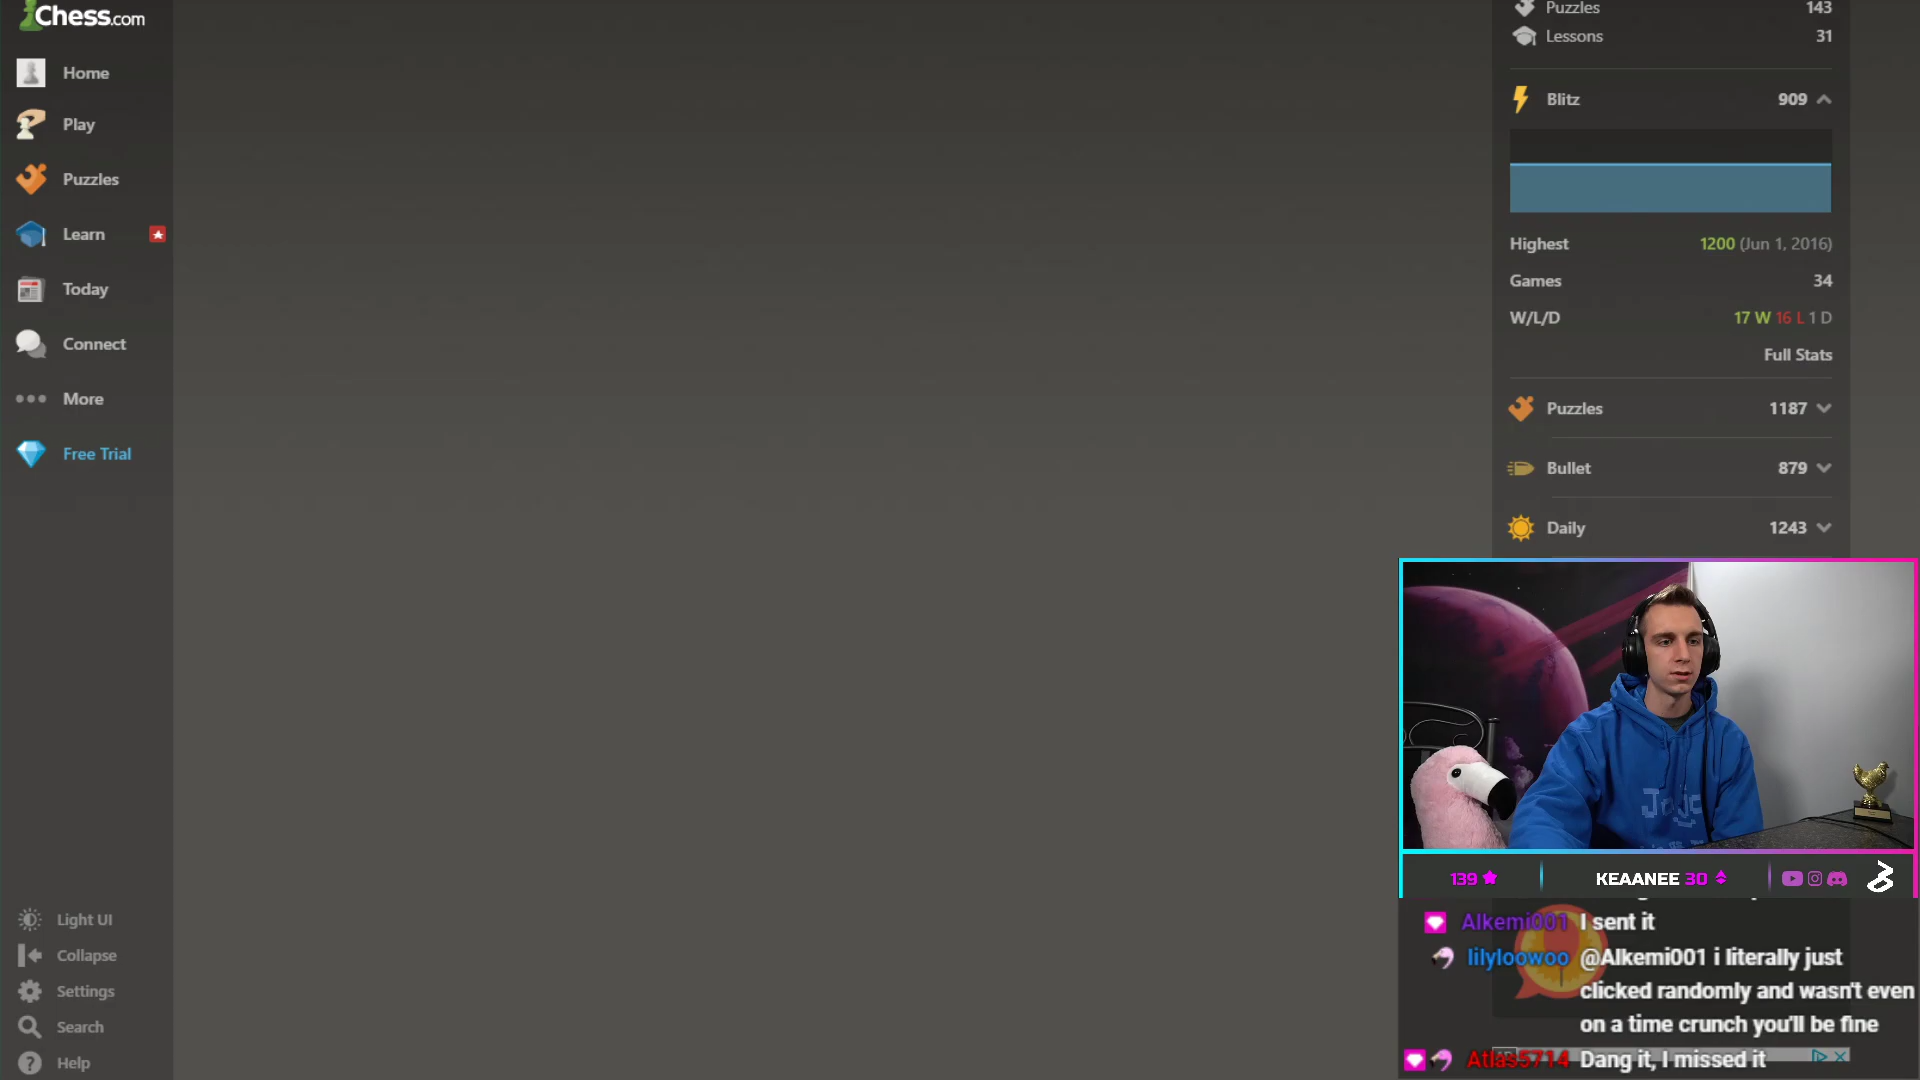 Chess.com
Home
Play
Puzzles
Learn
Today
Connect
More
Free Trial
Light UI
Collapse
Settings
Search
Help
Puzzles 143
Lessons 31
Blitz 909
Highest 1200 (Jun 1, 2016)
Games 34
W/L/D 17 W 16 L 1 D
Full Stats
Puzzles 1187
Bullet 879
Daily 1243
139 KEAANEE 30
Alkemi001 I sent it
lilyloowoo @Alkemi001 i literally just
clicked randomly and wasn't even
on a time crunch you'll be fine
Atlas5714 Dang it, I missed it